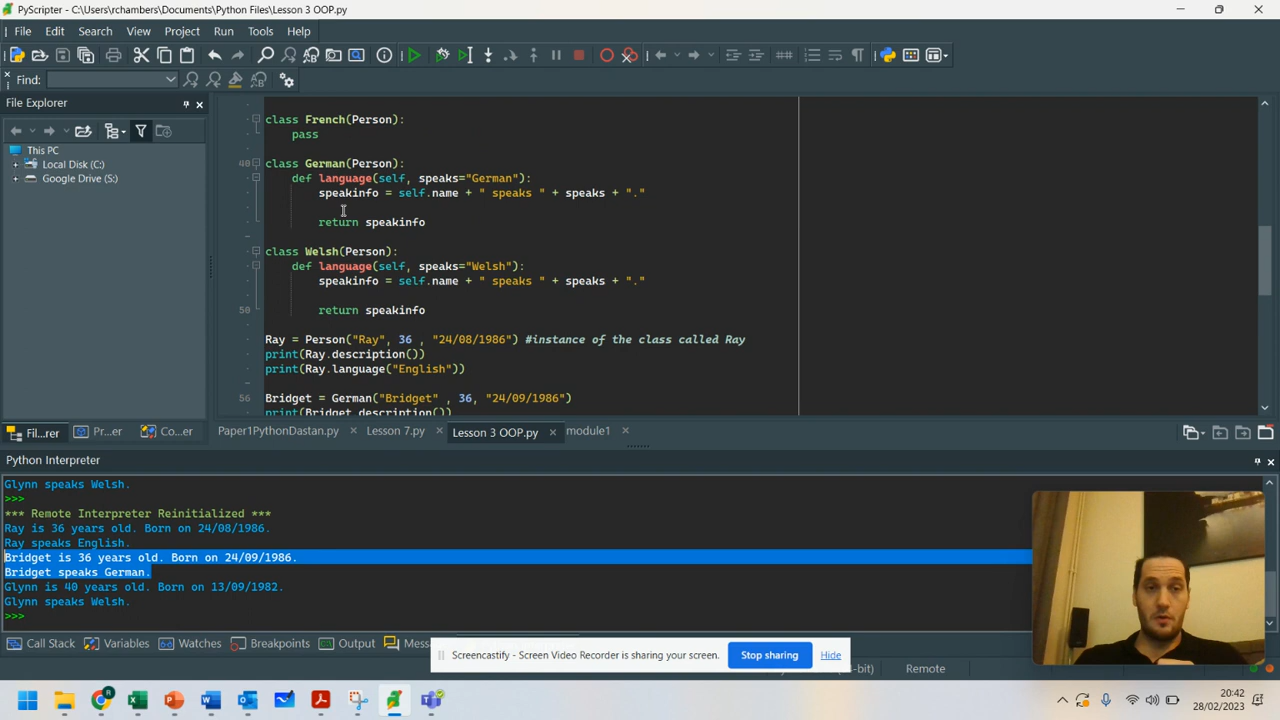 PyScripter - C:\Users\rchambers\Documents\Python Files\Lesson 3 OOP.py
File Edit Search View Project Run Tools Help
Find:
File Explorer
This PC
Local Disk (C:)
Google Drive (S:)
class French(Person):
pass
40 class German(Person):
def language(self, speaks="German"):
speakinfo = self.name + " speaks " + speaks + "."
return speakinfo
class Welsh(Person):
def language(self, speaks="Welsh"):
speakinfo = self.name + " speaks " + speaks + "."
50 return speakinfo
Ray = Person("Ray", 36 , "24/08/1986") #instance of the class called Ray
print(Ray.description())
print(Ray.language("English"))
56 Bridget = German("Bridget" , 36, "24/09/1986")
print(Bridget.description())
Fil...rer Pr...er Co...er Paper1PythonDastan.py Lesson 7.py Lesson 3 OOP.py module1
Python Interpreter
Glynn speaks Welsh.
>>>
*** Remote Interpreter Reinitialized ***
Ray is 36 years old. Born on 24/08/1986.
Ray speaks English.
Bridget is 36 years old. Born on 24/09/1986.
Bridget speaks German.
Glynn is 40 years old. Born on 13/09/1982.
Glynn speaks Welsh.
>>>
Call Stack Variables Watches Breakpoints Output Mess
Screencastify - Screen Video Recorder is sharing your screen. Stop sharing Hide
-bit) Remote
20:42
28/02/2023